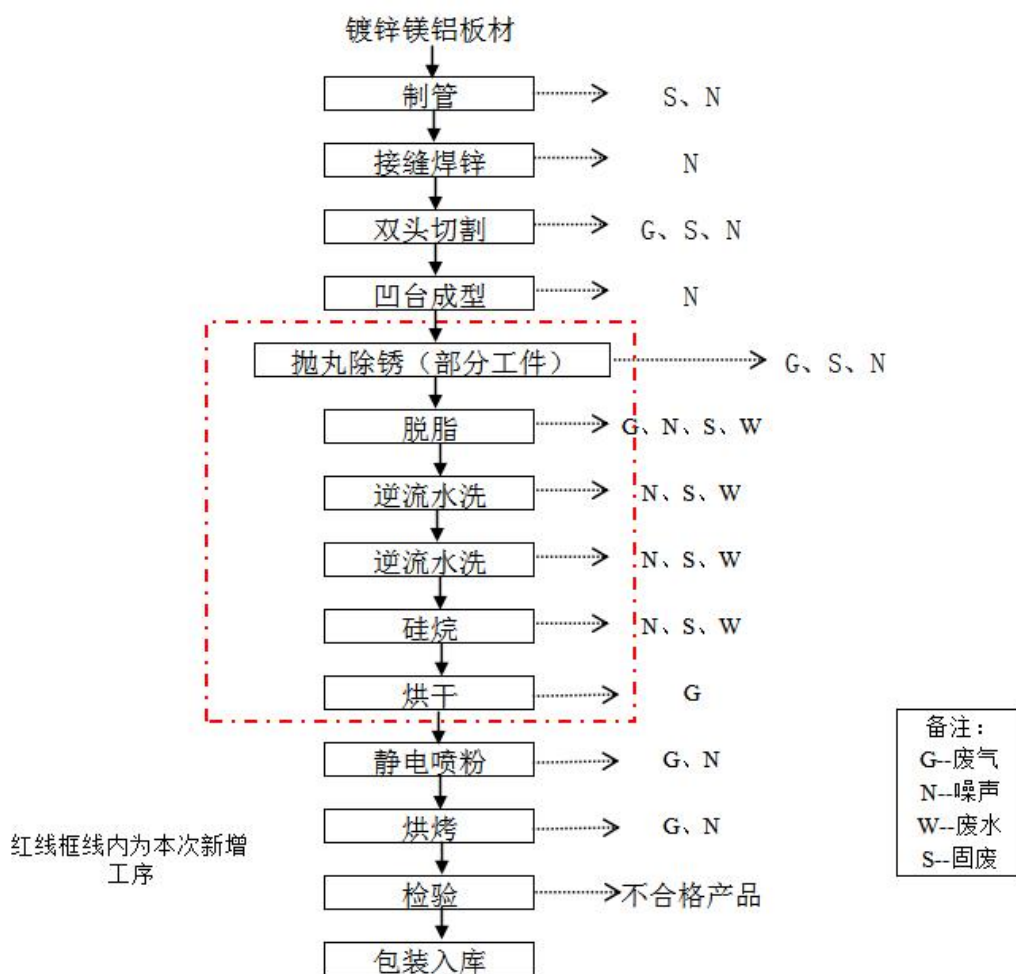 镀锌镁铝板材
制管
S、N
接缝焊锌
N
双头切割
G、S、N
凹台成型
N
抛丸除锈（部分工件）
G、S、N
脱脂
G、N、S、W
逆流水洗
N、S、W
逆流水洗
N、S、W
硅烷
N、S、W
烘干
G
静电喷粉
G、N
烘烤
G、N
检验
不合格产品
包装入库
红线框线内为本次新增
工序
备注：
G--废气
N--噪声
W--废水
S--固废